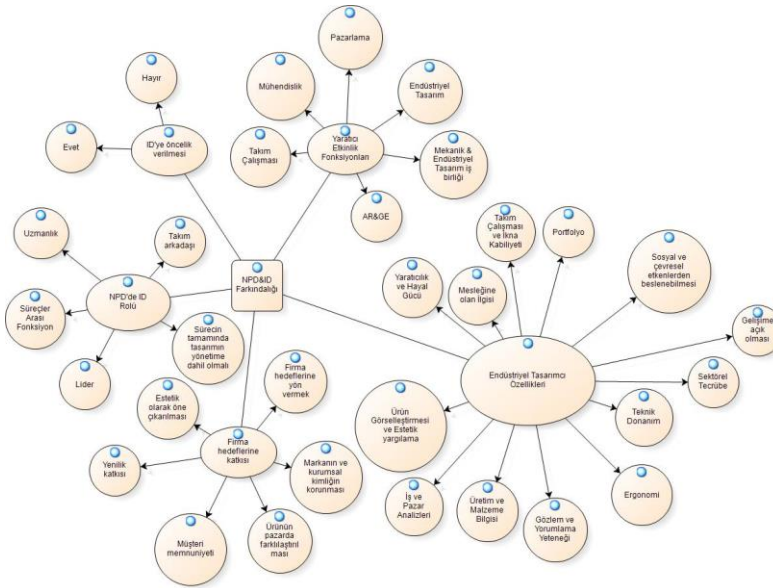 Pazarlama
Hayır
Mühendislik
Endüstriyel
Tasarım
Evet
ID'ye öncelik
verilmesi
Takım
Çalışması
Yaratıcı
Etkinlik
Fonksiyonları
Mekanik &
Endüstriyel
Tasarım iş
birliği
AR&GE
Uzmanlık
Takım
arkadaşı
NPD&ID
Farkındalığı
Takım
Çalışması
ve İkna
Kabiliyeti
Portfolyo
Sosyal ve
çevresel
etkenlerden
beslenebilmesi
Yaratıcılık
ve Hayal
Gücü
Mesleğine
olan İlgisi
NPD'de ID
Rolü
Süreçler
Arası
Fonksiyon
Gelişime
açık
olması
Lider
Sürecin
tamamında
tasarımın
yönetime
dahil olmalı
Firma
hedeflerine
yön
vermek
Endüstriyel Tasarımcı
Özellikleri
Sektörel
Tecrübe
Estetik
olarak öne
çıkarılması
Ürün
Görselleştirmesi
ve Estetik
yargılama
Teknik
Donanım
Firma
hedeflerine
katkısı
Yenilik
katkısı
Markanın ve
kurumsal
kimliğin
korunması
İş ve
Pazar
Analizleri
Üretim ve
Malzeme
Bilgisi
Gözlem ve
Yorumlama
Yeteneği
Ergonomi
Müşteri
memnuniyeti
Ürünün
pazarda
farklılaştırıl
ması